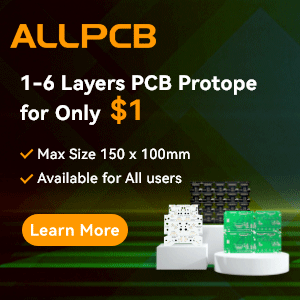 ALLPCB
1-6 Layers PCB Protope
for Only $1
Max Size 150 x 100mm
Available for All users
Learn More